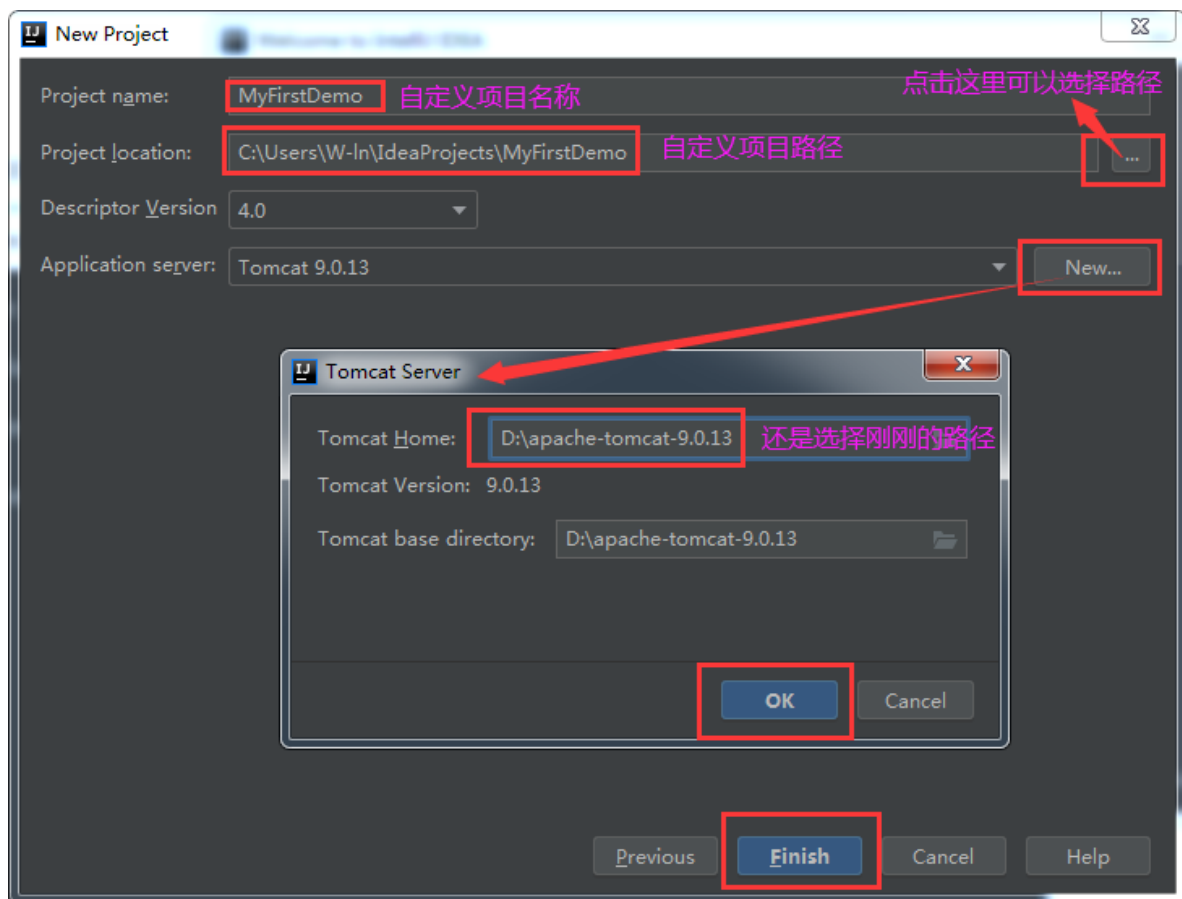 New Project
点击这里可以选择路径
Project name: MyFirstDemo 自定义项目名称
Project location: C:\Users\W-ln\IdeaProjects\MyFirstDemo 自定义项目路径 ...
Descriptor Version 4.0
Application server: Tomcat 9.0.13 New...
Tomcat Server
Tomcat Home: D:\apache-tomcat-9.0.13 还是选择刚刚的路径
Tomcat Version: 9.0.13
Tomcat base directory: D:\apache-tomcat-9.0.13
OK Cancel
Previous Finish Cancel Help